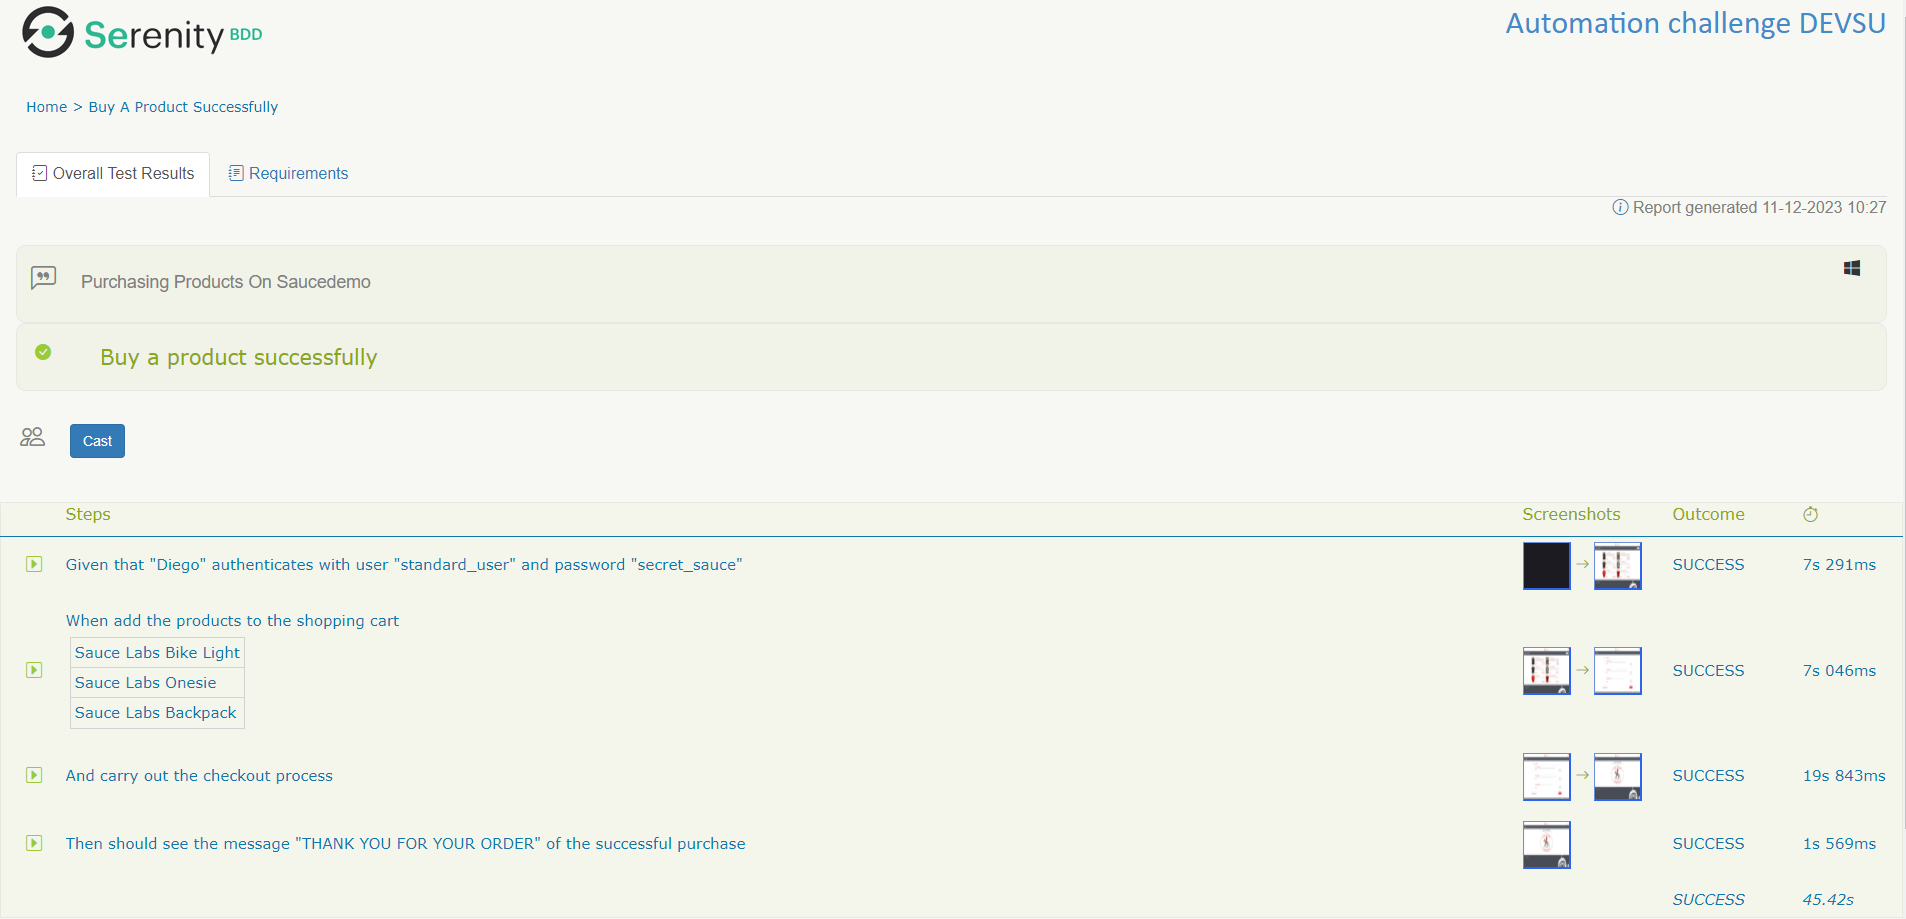 Serenity BDD
Automation challenge DEVSU
Home > Buy A Product Successfully
Overall Test Results
Requirements
Report generated 11-12-2023 10:27
Purchasing Products On Saucedemo
Buy a product successfully
Cast
Steps Screenshots Outcome
Given that "Diego" authenticates with user "standard_user" and password "secret_sauce" SUCCESS 7s 291ms
When add the products to the shopping cart
Sauce Labs Bike Light
Sauce Labs Onesie
Sauce Labs Backpack
SUCCESS 7s 046ms
And carry out the checkout process SUCCESS 19s 843ms
Then should see the message "THANK YOU FOR YOUR ORDER" of the successful purchase SUCCESS 1s 569ms
SUCCESS 45.42s